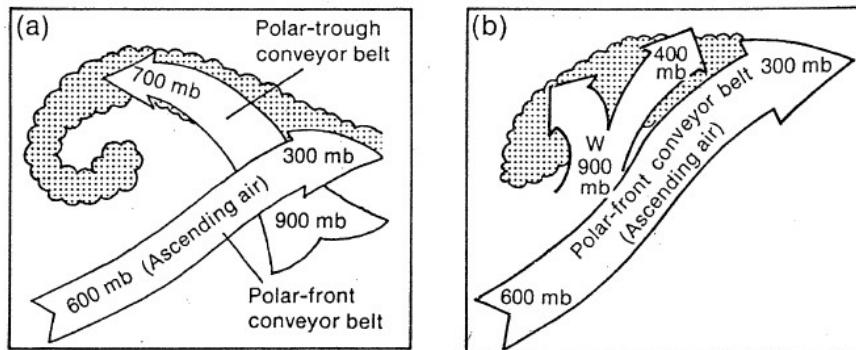 (a)
Polar-trough
conveyor belt
700 mb
300 mb
900 mb
600 mb (Ascending air)
Polar-front
conveyor belt
(b)
400
mb
300 mb
W
900
mb
Polar-front conveyor belt
(Ascending air)
600 mb